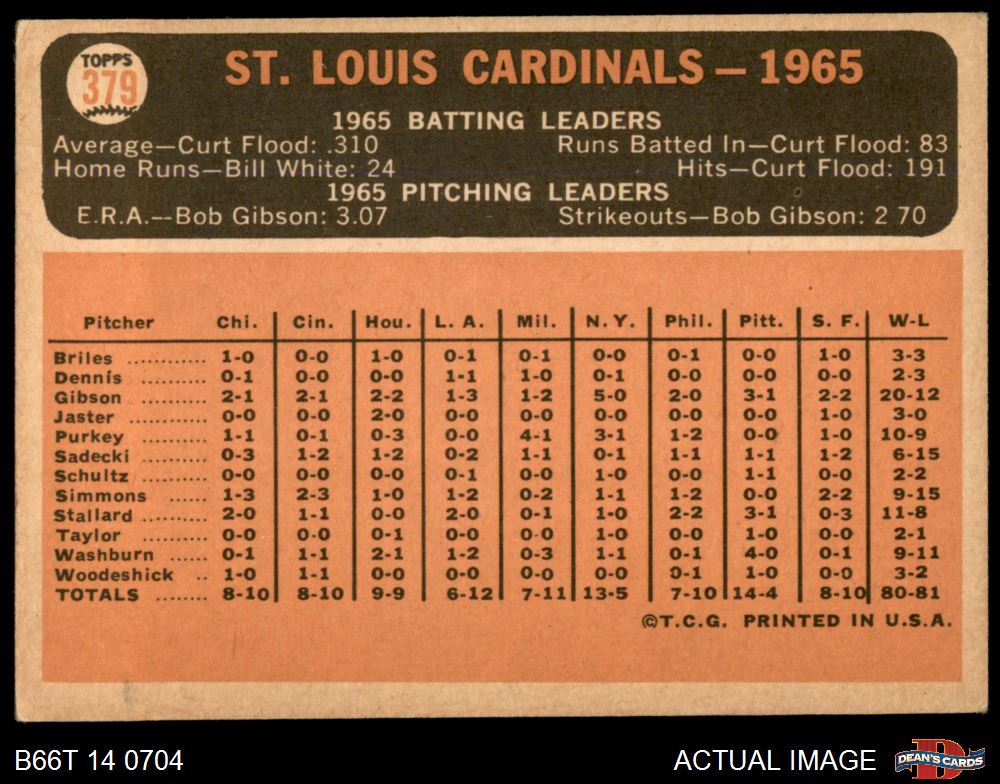 TOPPS
379
ST. LOUIS CARDINALS – 1965
1965 BATTING LEADERS
Average—Curt Flood: .310 Runs Batted In—Curt Flood: 83
Home Runs—Bill White: 24 Hits—Curt Flood: 191
1965 PITCHING LEADERS
E.R.A.--Bob Gibson: 3.07 Strikeouts—Bob Gibson: 2 70
Pitcher Chi. Cin. Hou. L. A. Mil. N. Y. Phil. Pitt. S. F. W-L
Briles ............ 1-0 0-0 1-0 0-1 0-1 0-0 0-1 0-0 1-0 3-3
Dennis .......... 0-1 0-0 0-0 1-1 1-0 0-1 0-0 0-0 0-0 2-3
Gibson .......... 2-1 2-1 2-2 1-3 1-2 5-0 2-0 3-1 2-2 20-12
Jaster ............ 0-0 0-0 2-0 0-0 0-0 0-0 0-0 0-0 1-0 3-0
Purkey .......... 1-1 0-1 0-3 0-0 4-1 3-1 1-2 0-0 1-0 10-9
Sadecki .......... 0-3 1-2 1-2 0-2 1-1 0-1 1-1 1-1 1-2 6-15
Schultz .......... 0-0 0-0 0-0 0-1 0-0 1-0 0-0 1-1 0-0 2-2
Simmons ...... 1-3 2-3 1-0 1-2 0-2 1-1 1-2 0-0 2-2 9-15
Stallard .......... 2-0 1-1 0-0 2-0 0-1 1-0 2-2 3-1 0-3 11-8
Taylor ............ 0-0 0-0 0-1 0-0 0-0 1-0 0-0 1-0 0-0 2-1
Washburn ...... 0-1 1-1 2-1 1-2 0-3 1-1 0-1 4-0 0-1 9-11
Woodeshick .. 1-0 1-1 0-0 0-0 0-0 0-0 0-1 1-0 0-0 3-2
TOTALS ........ 8-10 8-10 9-9 6-12 7-11 13-5 7-10 14-4 8-10 80-81
©T.C.G. PRINTED IN U.S.A.
B66T 14 0704 ACTUAL IMAGE
D
DEAN'S CARDS